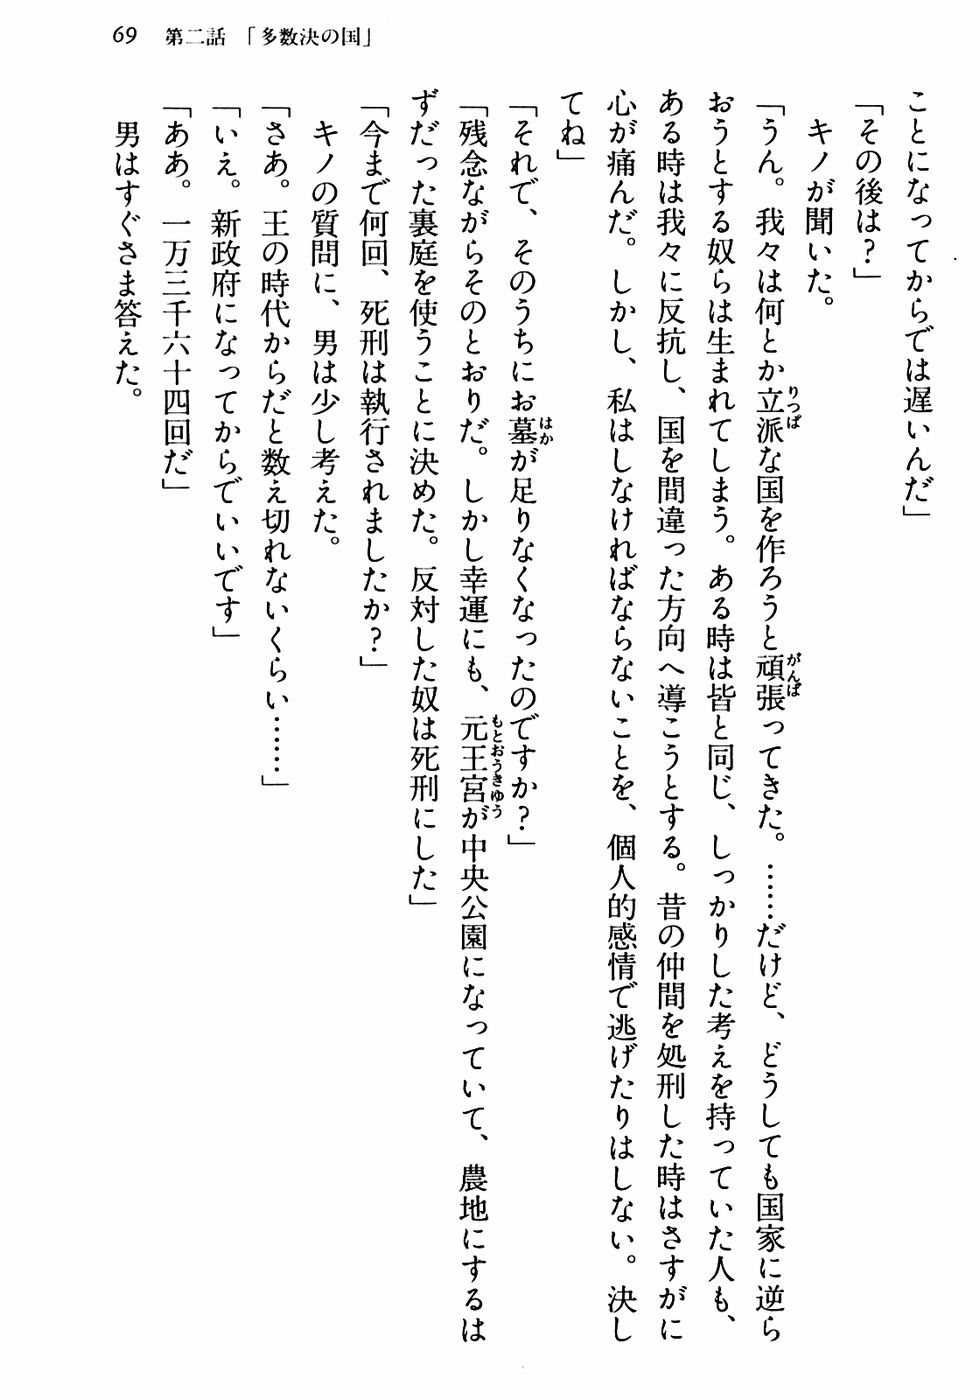 69 第二話 「多数決の国」
ことになってからでは遅いんだ」
「その後は？」
キノが聞いた。
「うん。我々は何とか立派な国を作ろうと頑張ってきた。……だけど、どうしても国家に逆ら
おうとする奴らは生まれてしまう。ある時は皆と同じ、しっかりした考えを持っていた人も、
ある時は我々に反抗し、国を間違った方向へ導こうとする。昔の仲間を処刑した時はさすがに
心が痛んだ。しかし、私はしなければならないことを、個人的感情で逃げたりはしない。決し
てね」
「それで、そのうちにお墓が足りなくなったのですか？」
「残念ながらそのとおりだ。しかし幸運にも、元王宮が中央公園になっていて、農地にするは
ずだった裏庭を使うことに決めた。反対した奴は死刑にした」
「今まで何回、死刑は執行されましたか？」
キノの質問に、男は少し考えた。
「さあ。王の時代からだと数え切れないくらい……」
「いえ。新政府になってからでいいです」
「ああ。一万三千六十四回だ」
男はすぐさま答えた。
りっぱ
がんば
はか
もとおうきゅう